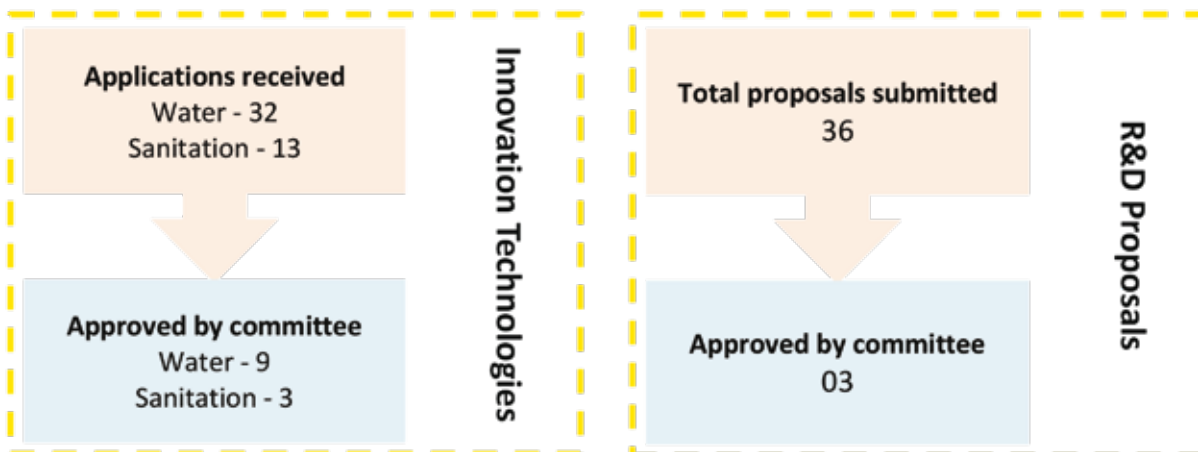 Applications received
Water - 32
Sanitation - 13
Approved by committee
Water - 9
Sanitation - 3
Innovation Technologies
Total proposals submitted
36
Approved by committee
03
R&D Proposals